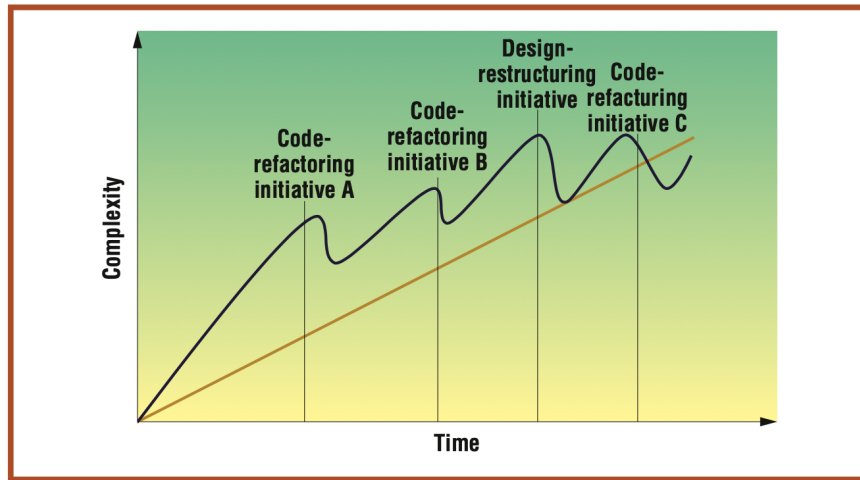 Design-
restructuring
initiative
Code-
refacturing
initiative C
Code-
refactoring
initiative B
Code-
refactoring
initiative A
Complexity
Time